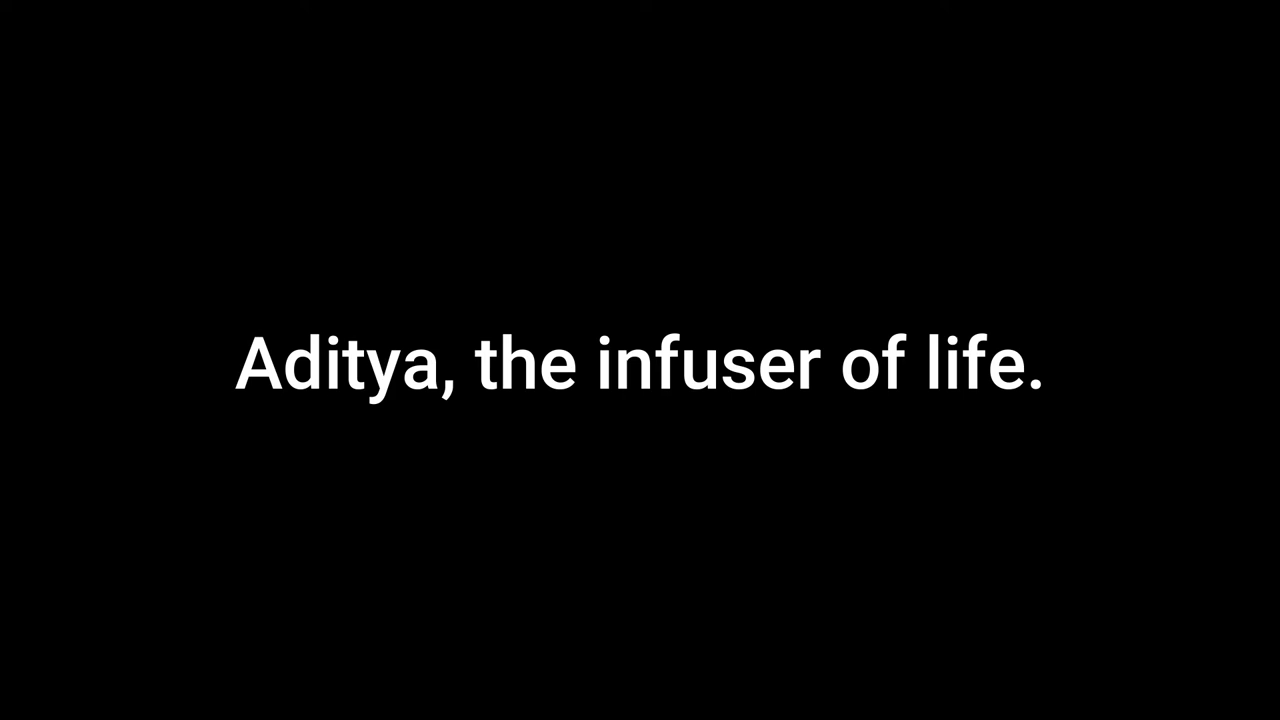 Aditya, the infuser of life.